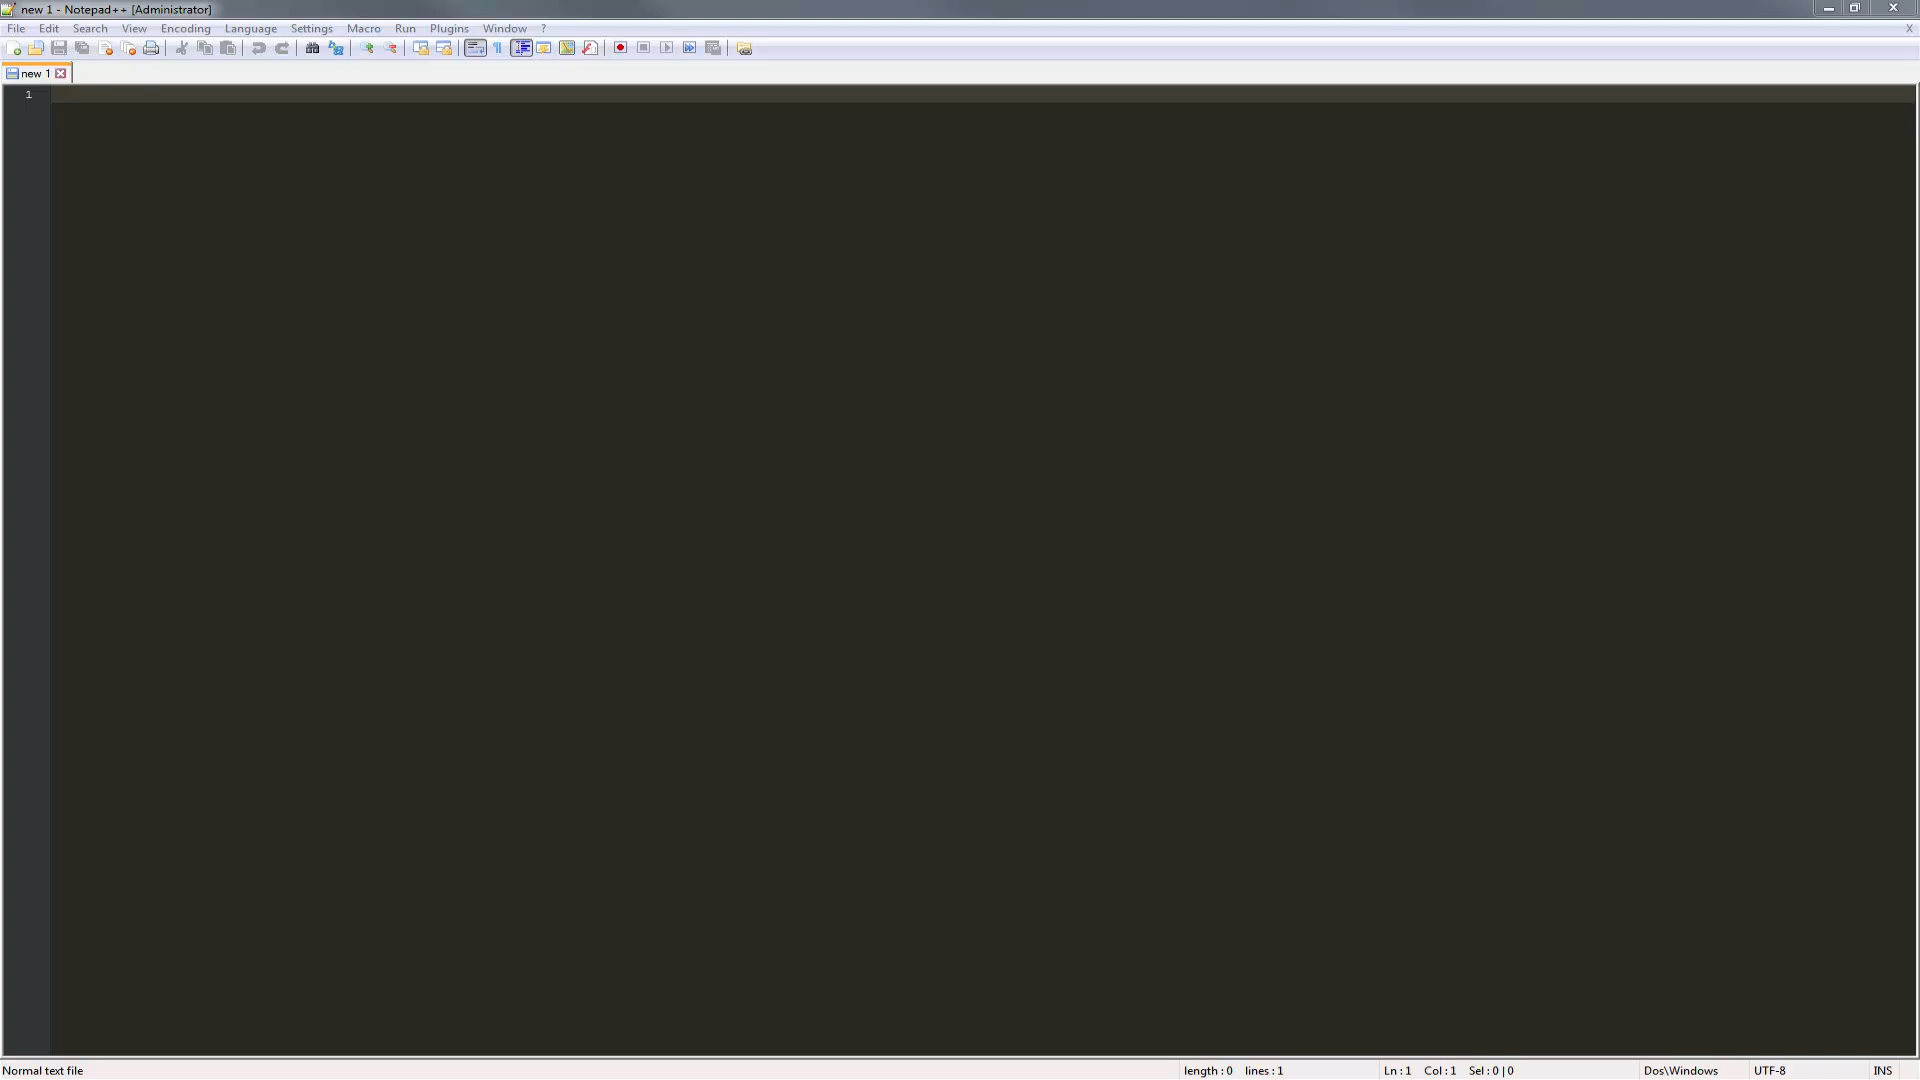 new 1 - Notepad++ [Administrator]
File Edit Search View Encoding Language Settings Macro Run Plugins Window ? X
new 1
1
Normal text file length : 0 lines : 1 Ln : 1 Col : 1 Sel : 0 | 0 Dos\Windows UTF-8 INS